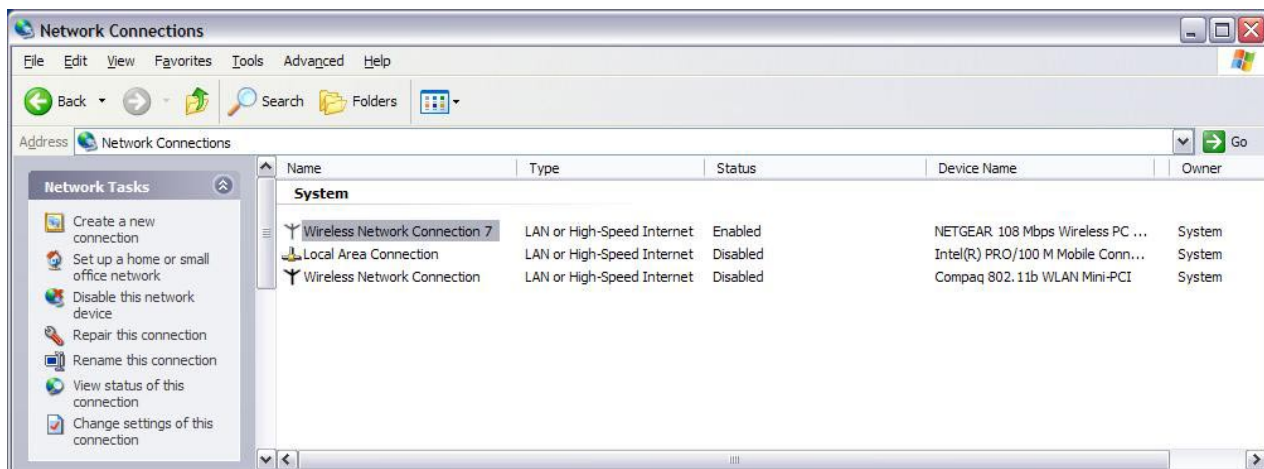 Network Connections
File Edit View Favorites Tools Advanced Help
Back Search Folders
Address Network Connections Go
Name Type Status Device Name Owner
Network Tasks
System
Create a new
connection
Wireless Network Connection 7 LAN or High-Speed Internet Enabled NETGEAR 108 Mbps Wireless PC ... System
Set up a home or small
office network
Local Area Connection LAN or High-Speed Internet Disabled Intel(R) PRO/100 M Mobile Conn... System
Wireless Network Connection LAN or High-Speed Internet Disabled Compaq 802.11b WLAN Mini-PCI System
Disable this network
device
Repair this connection
Rename this connection
View status of this
connection
Change settings of this
connection